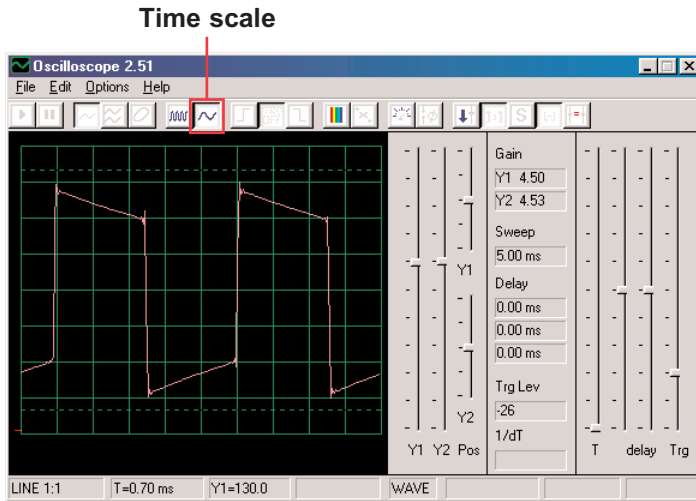 Time scale
Oscilloscope 2.51
File Edit Options Help
Gain
Y1 4.50
Y2 4.53
Sweep
5.00 ms
Delay
0.00 ms
0.00 ms
0.00 ms
Trg Lev
-26
1/dT
Y1
Y2
Y1 Y2 Pos
T delay Trg
LINE 1:1 T=0.70 ms Y1=130.0 WAVE